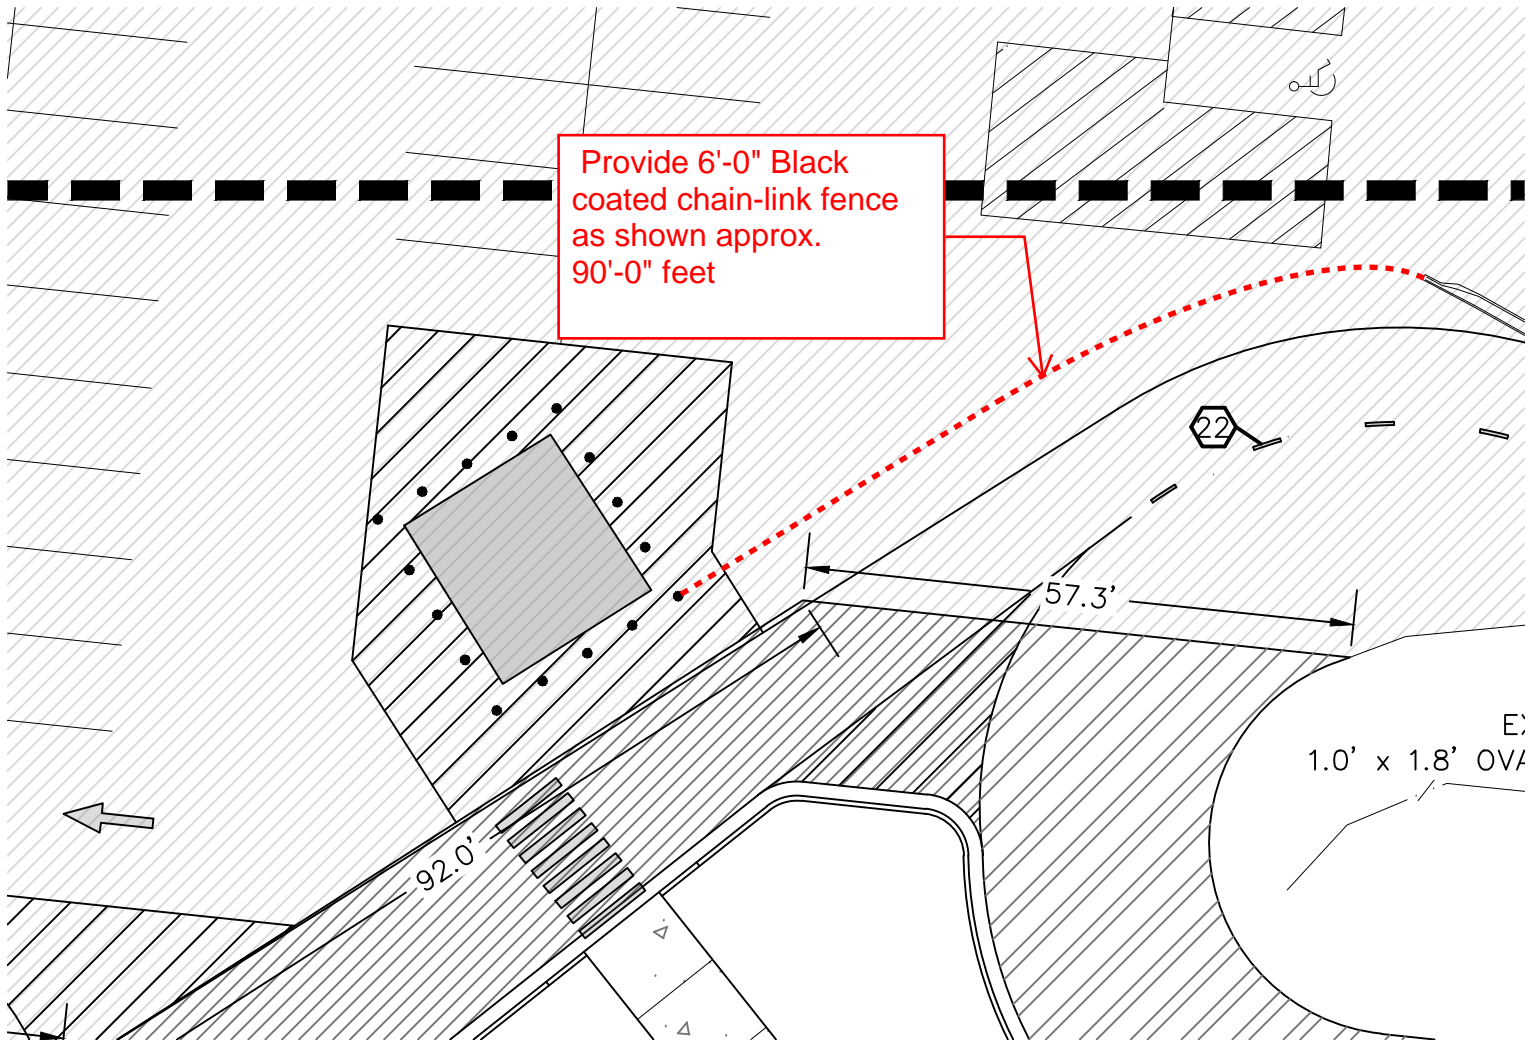 Provide 6'-0" Black
coated chain-link fence
as shown approx.
90'-0" feet
22
57.3'
92.0'
1.0' x 1.8'